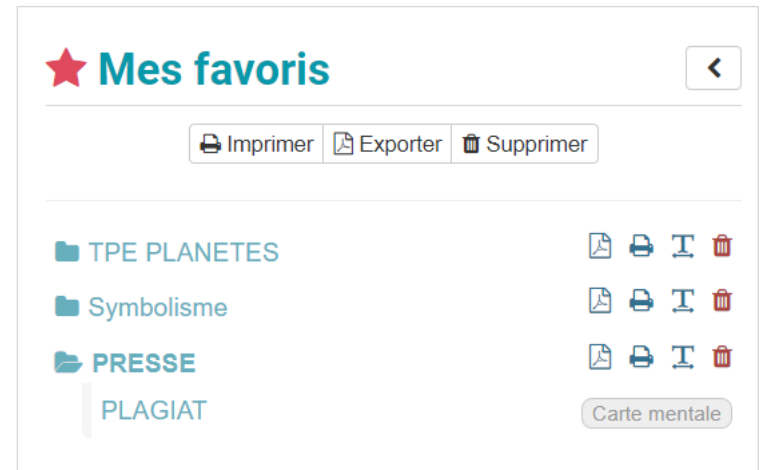 Mes favoris
Imprimer Exporter Supprimer
TPE PLANETES
Symbolisme
PRESSE
PLAGIAT Carte mentale